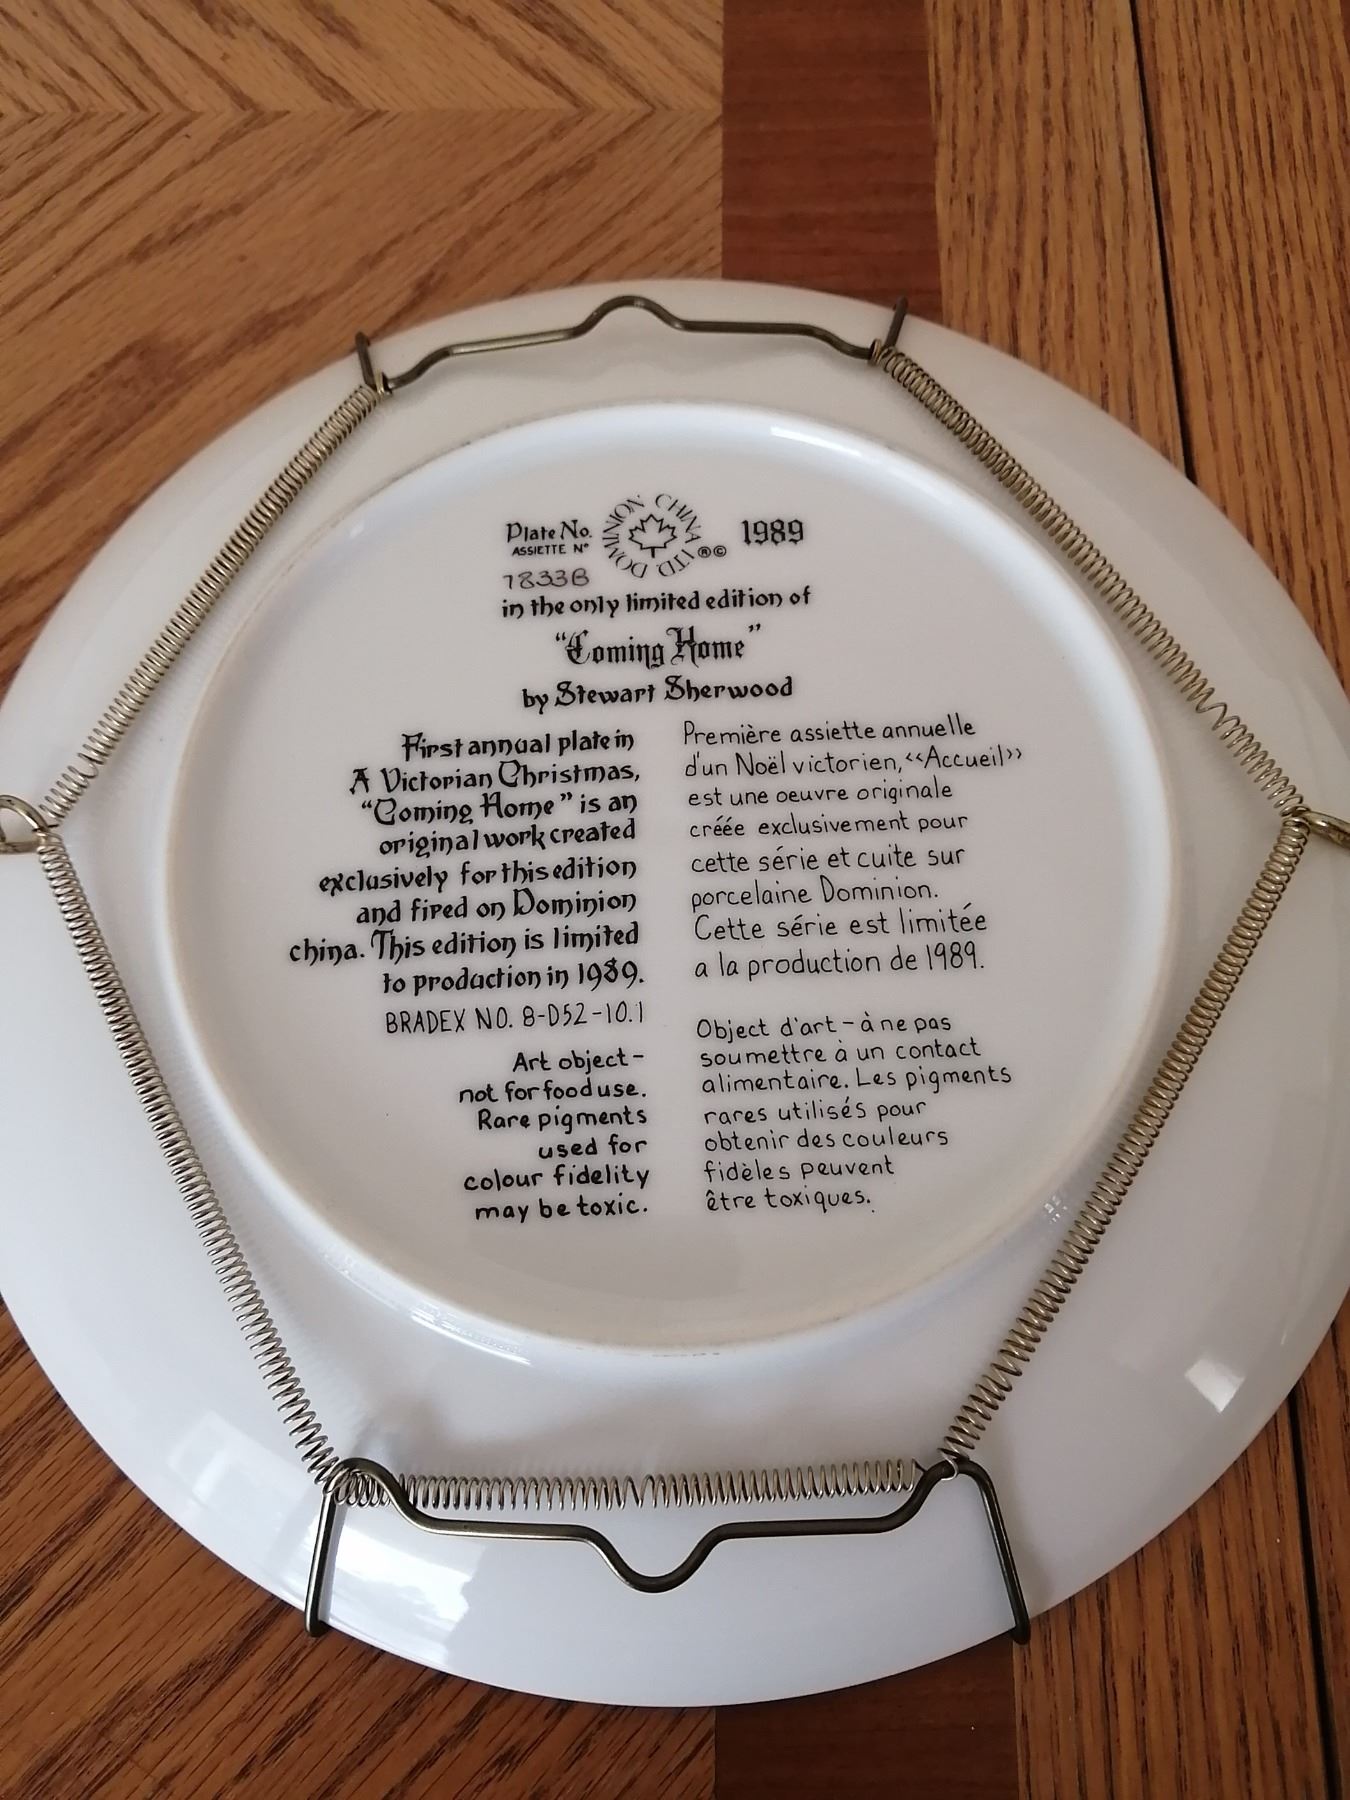 Plate No.
ASSIETTE N°
7833B
DOMINION CHINA LTD
®©
1989
in the only limited edition of
"Coming Home"
by Stewart Sherwood
First annual plate in
A Victorian Christmas,
"Coming Home" is an
original work created
exclusively for this edition
and fired on Dominion
china. This edition is limited
to production in 1989.
BRADEX NO. 8-D52-10.1
Art object-
not for food use.
Rare pigments
used for
colour fidelity
may be toxic.
Première assiette annuelle
d'un Noël victorien, <<Accueil>>
est une oeuvre originale
créée exclusivement pour
cette série et cuite sur
porcelaine Dominion.
Cette série est limitée
a la production de 1989.
Object d'art - à ne pas
soumettre à un contact
alimentaire. Les pigments
rares utilisés pour
obtenir des couleurs
fidèles peuvent
être toxiques.